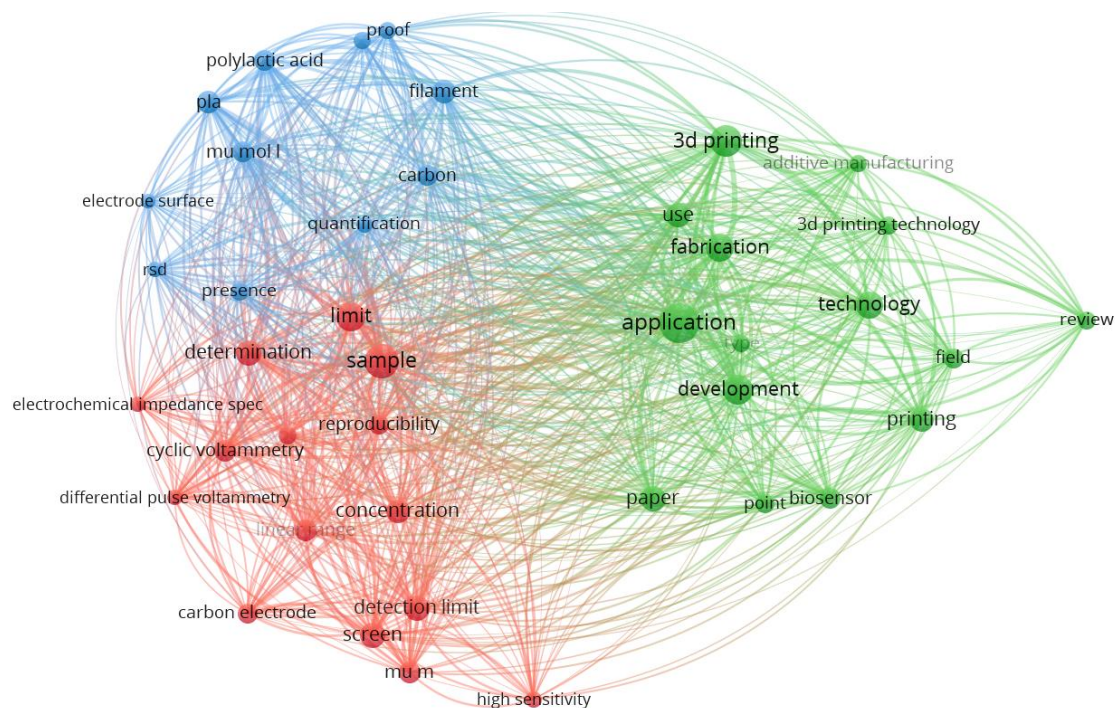 proof
polylactic acid
filament
pla
3d printing
mu mol l
additive manufacturing
carbon
electrode surface
use
quantification
3d printing technology
fabrication
rsd
presence
technology
limit
application
review
type
determination
sample
field
development
electrochemical impedance spec
reproducibility
printing
cyclic voltammetry
differential pulse voltammetry
paper
point
biosensor
concentration
linear range
carbon electrode
detection limit
screen
mu m
high sensitivity